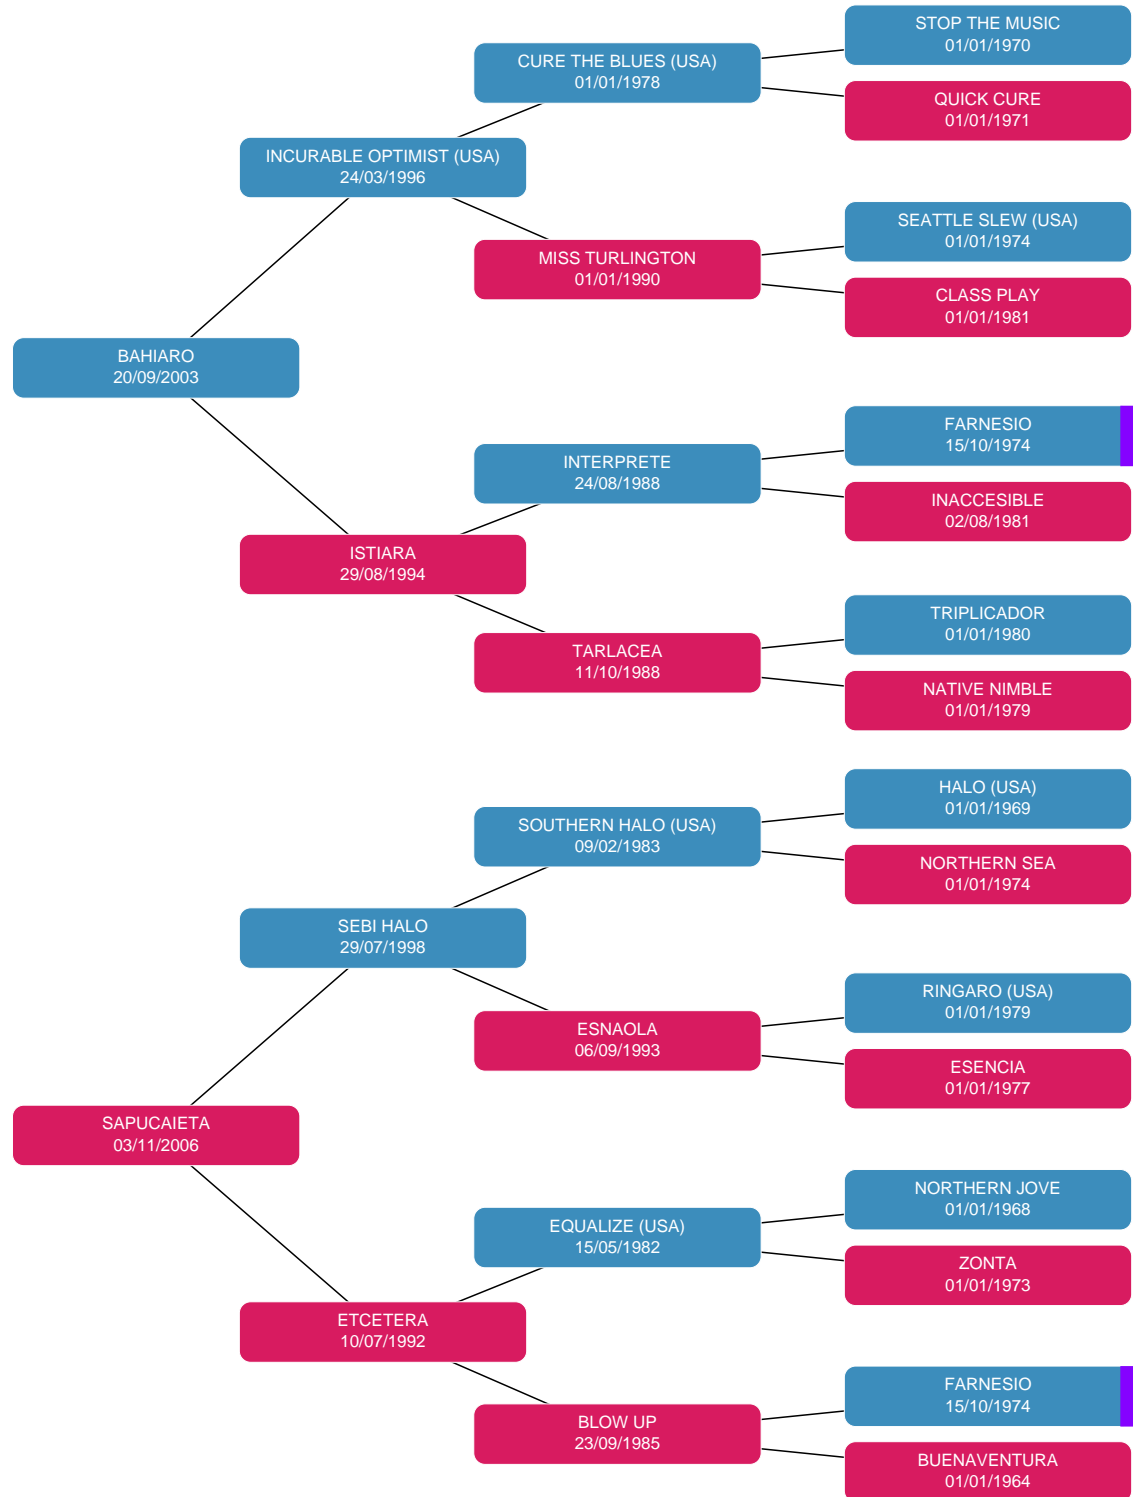 STOP THE MUSIC
01/01/1970
CURE THE BLUES (USA)
01/01/1978
QUICK CURE
01/01/1971
INCURABLE OPTIMIST (USA)
24/03/1996
SEATTLE SLEW (USA)
01/01/1974
MISS TURLINGTON
01/01/1990
CLASS PLAY
01/01/1981
BAHIARO
20/09/2003
FARNESIO
15/10/1974
INTERPRETE
24/08/1988
INACCESIBLE
02/08/1981
ISTIARA
29/08/1994
TRIPLICADOR
01/01/1980
TARLACEA
11/10/1988
NATIVE NIMBLE
01/01/1979
HALO (USA)
01/01/1969
SOUTHERN HALO (USA)
09/02/1983
NORTHERN SEA
01/01/1974
SEBI HALO
29/07/1998
RINGARO (USA)
01/01/1979
ESNAOLA
06/09/1993
ESENCIA
01/01/1977
SAPUCAIETA
03/11/2006
NORTHERN JOVE
01/01/1968
EQUALIZE (USA)
15/05/1982
ZONTA
01/01/1973
ETCETERA
10/07/1992
FARNESIO
15/10/1974
BLOW UP
23/09/1985
BUENAVENTURA
01/01/1964